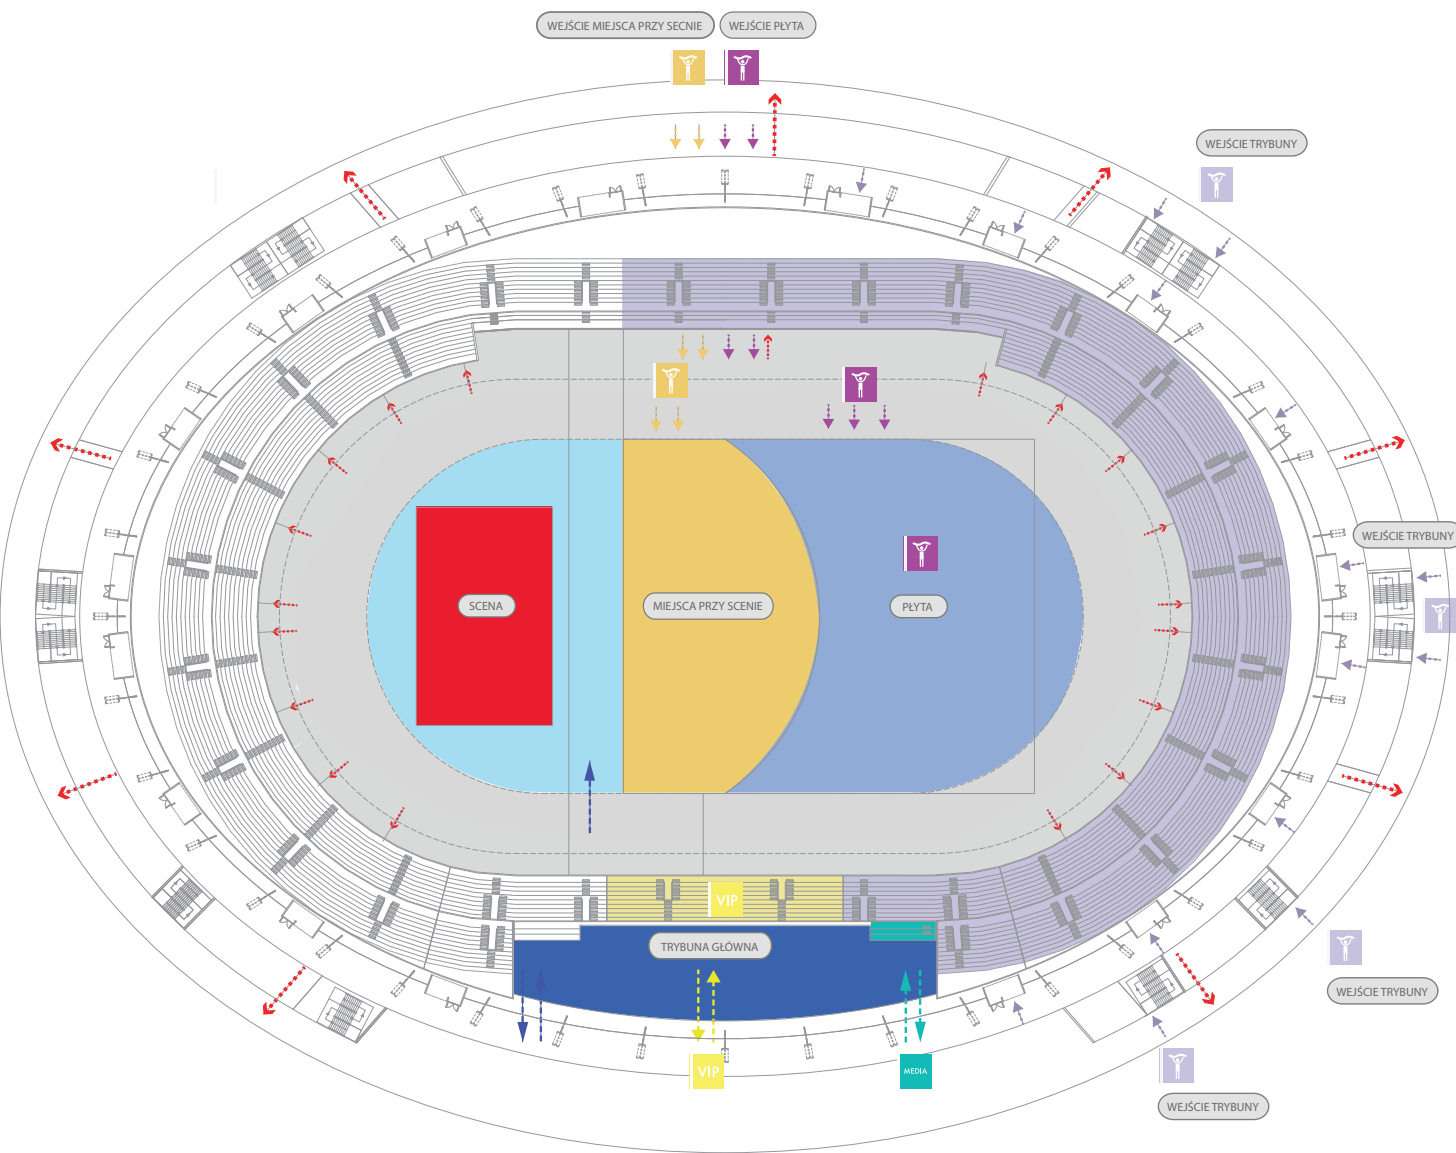 WEJŚCIE MIEJSCA PRZY SECNIE
WEJŚCIE PŁYTA
WEJŚCIE TRYBUNY
WEJŚCIE TRYBUNY
SCENA
MIEJSCA PRZY SCENIE
PŁYTA
VIP
TRYBUNA GŁÓWNA
WEJŚCIE TRYBUNY
VIP
MEDIA
WEJŚCIE TRYBUNY